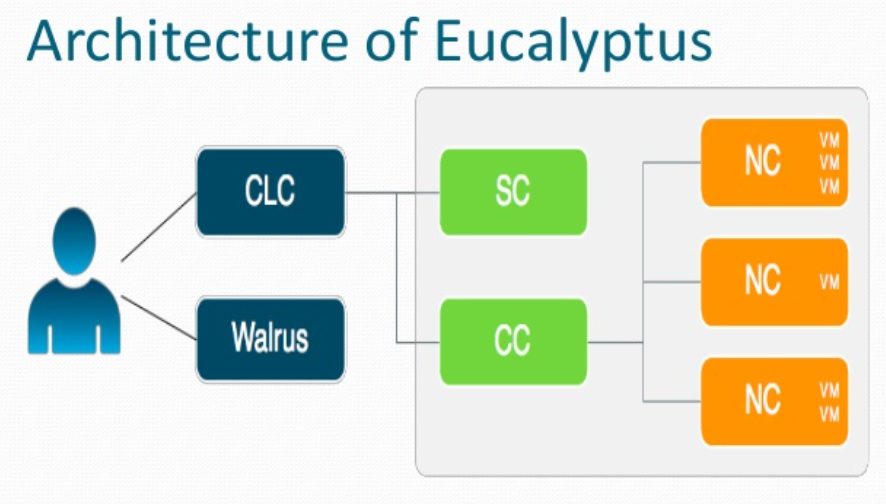 Architecture of Eucalyptus
CLC
Walrus
SC
CC
NC
VM
VM
VM
NC
VM
NC
VM
VM